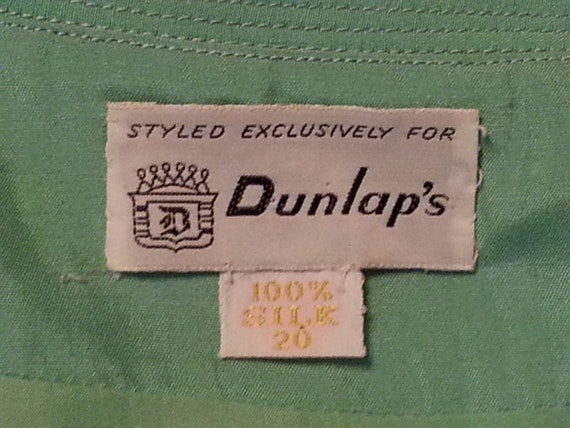 STYLED EXCLUSIVELY FOR
D
Dunlap's
100%
SILK
20